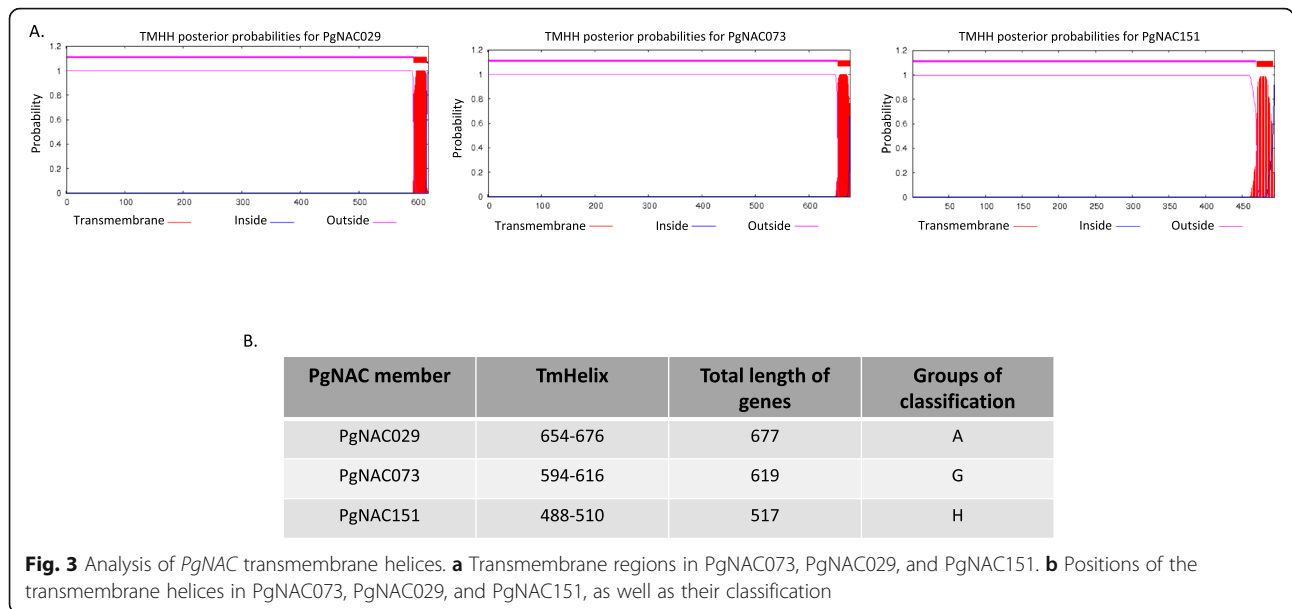 A.
TMHH posterior probabilities for PgNAC029
1.2
1
0.8
0.6
0.4
0.2
0
Probability
0 100 200 300 400 500 600
Transmembrane Inside Outside
TMHH posterior probabilities for PgNAC073
1.2
1
0.8
0.6
0.4
0.2
0
Probability
0 100 200 300 400 500 600
Transmembrane Inside Outside
TMHH posterior probabilities for PgNAC151
1.2
1
0.8
0.6
0.4
0.2
0
Probability
50 100 150 200 250 300 350 400 450
Transmembrane Inside Outside
B.
PgNAC member TmHelix Total length of genes Groups of classification
PgNAC029 654-676 677 A
PgNAC073 594-616 619 G
PgNAC151 488-510 517 H
Fig. 3 Analysis of PgNAC transmembrane helices. a Transmembrane regions in PgNAC073, PgNAC029, and PgNAC151. b Positions of the
transmembrane helices in PgNAC073, PgNAC029, and PgNAC151, as well as their classification